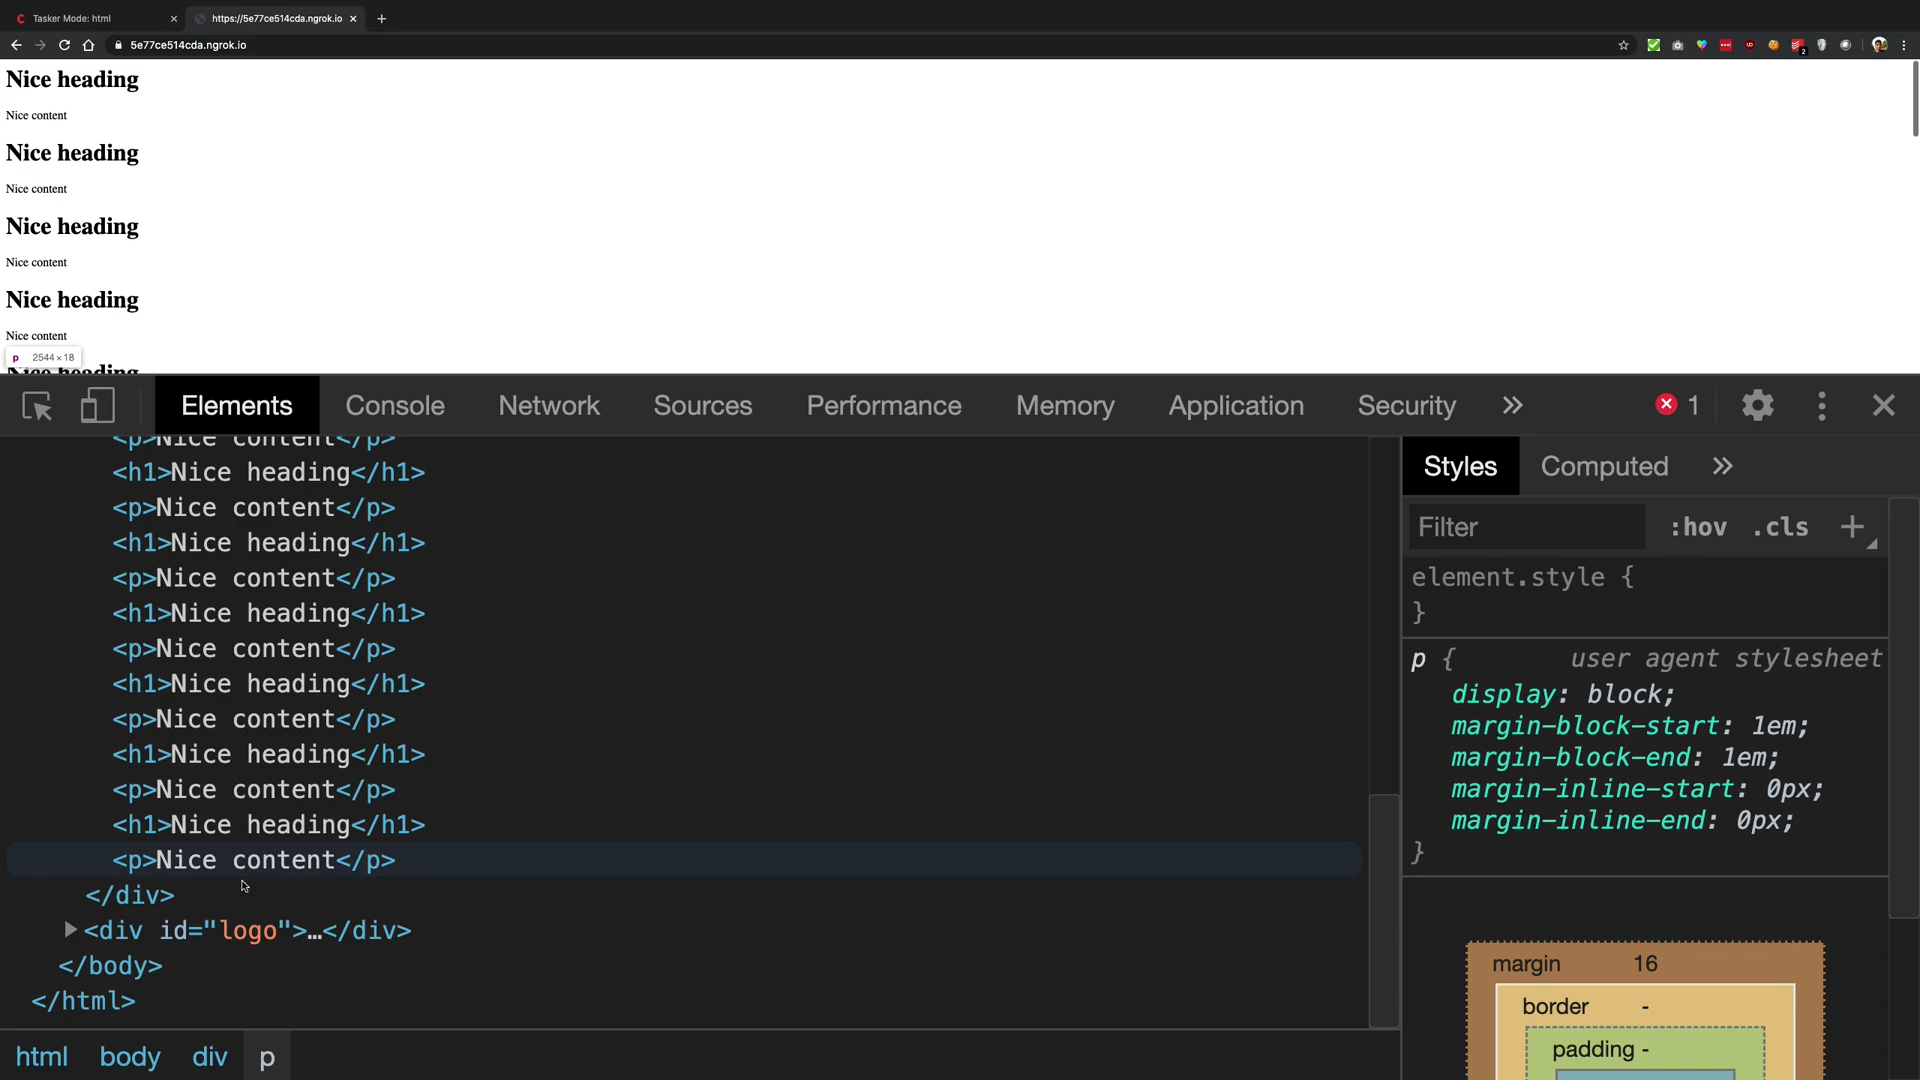 Tasker Mode: html
https://5e77ce514cda.ngrok.io
5e77ce514cda.ngrok.io
2
Nice heading
Nice content
Nice heading
Nice content
Nice heading
Nice content
Nice heading
Nice content
p 2544 × 18
Nice heading
Elements Console Network Sources Performance Memory Application Security » 1
<p>Nice content</p>
<h1>Nice heading</h1>
<p>Nice content</p>
<h1>Nice heading</h1>
<p>Nice content</p>
<h1>Nice heading</h1>
<p>Nice content</p>
<h1>Nice heading</h1>
<p>Nice content</p>
<h1>Nice heading</h1>
<p>Nice content</p>
<h1>Nice heading</h1>
<p>Nice content</p>
</div>
<div id="logo">…</div>
</body>
</html>
html body div p
Styles Computed »
Filter :hov .cls +
element.style {
}
p { user agent stylesheet
display: block;
margin-block-start: 1em;
margin-block-end: 1em;
margin-inline-start: 0px;
margin-inline-end: 0px;
}
margin 16
border -
padding -